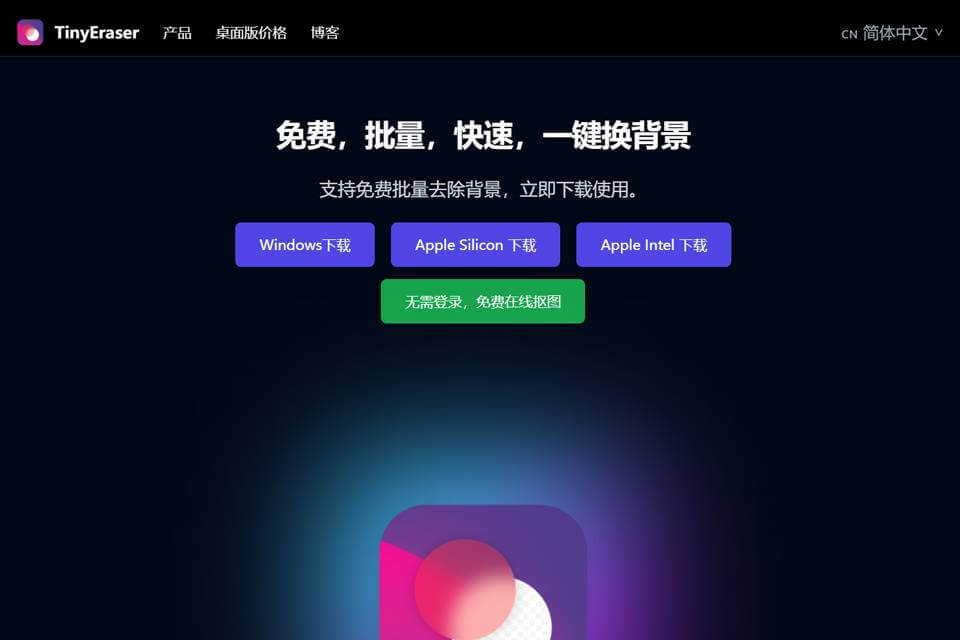 TinyEraser 产品 桌面版价格 博客 CN 简体中文
免费，批量，快速，一键换背景
支持免费批量去除背景，立即下载使用。
Windows下载 Apple Silicon 下载 Apple Intel 下载
无需登录，免费在线抠图